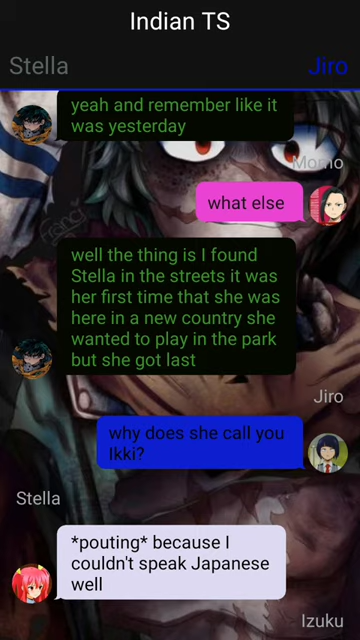 Indian TS
Stella Jiro
yeah and remember like it
was yesterday
Momo
what else
well the thing is I found
Stella in the streets it was
her first time that she was
here in a new country she
wanted to play in the park
but she got last
Jiro
why does she call you
Ikki?
Stella
*pouting* because I
couldn't speak Japanese
well
Izuku